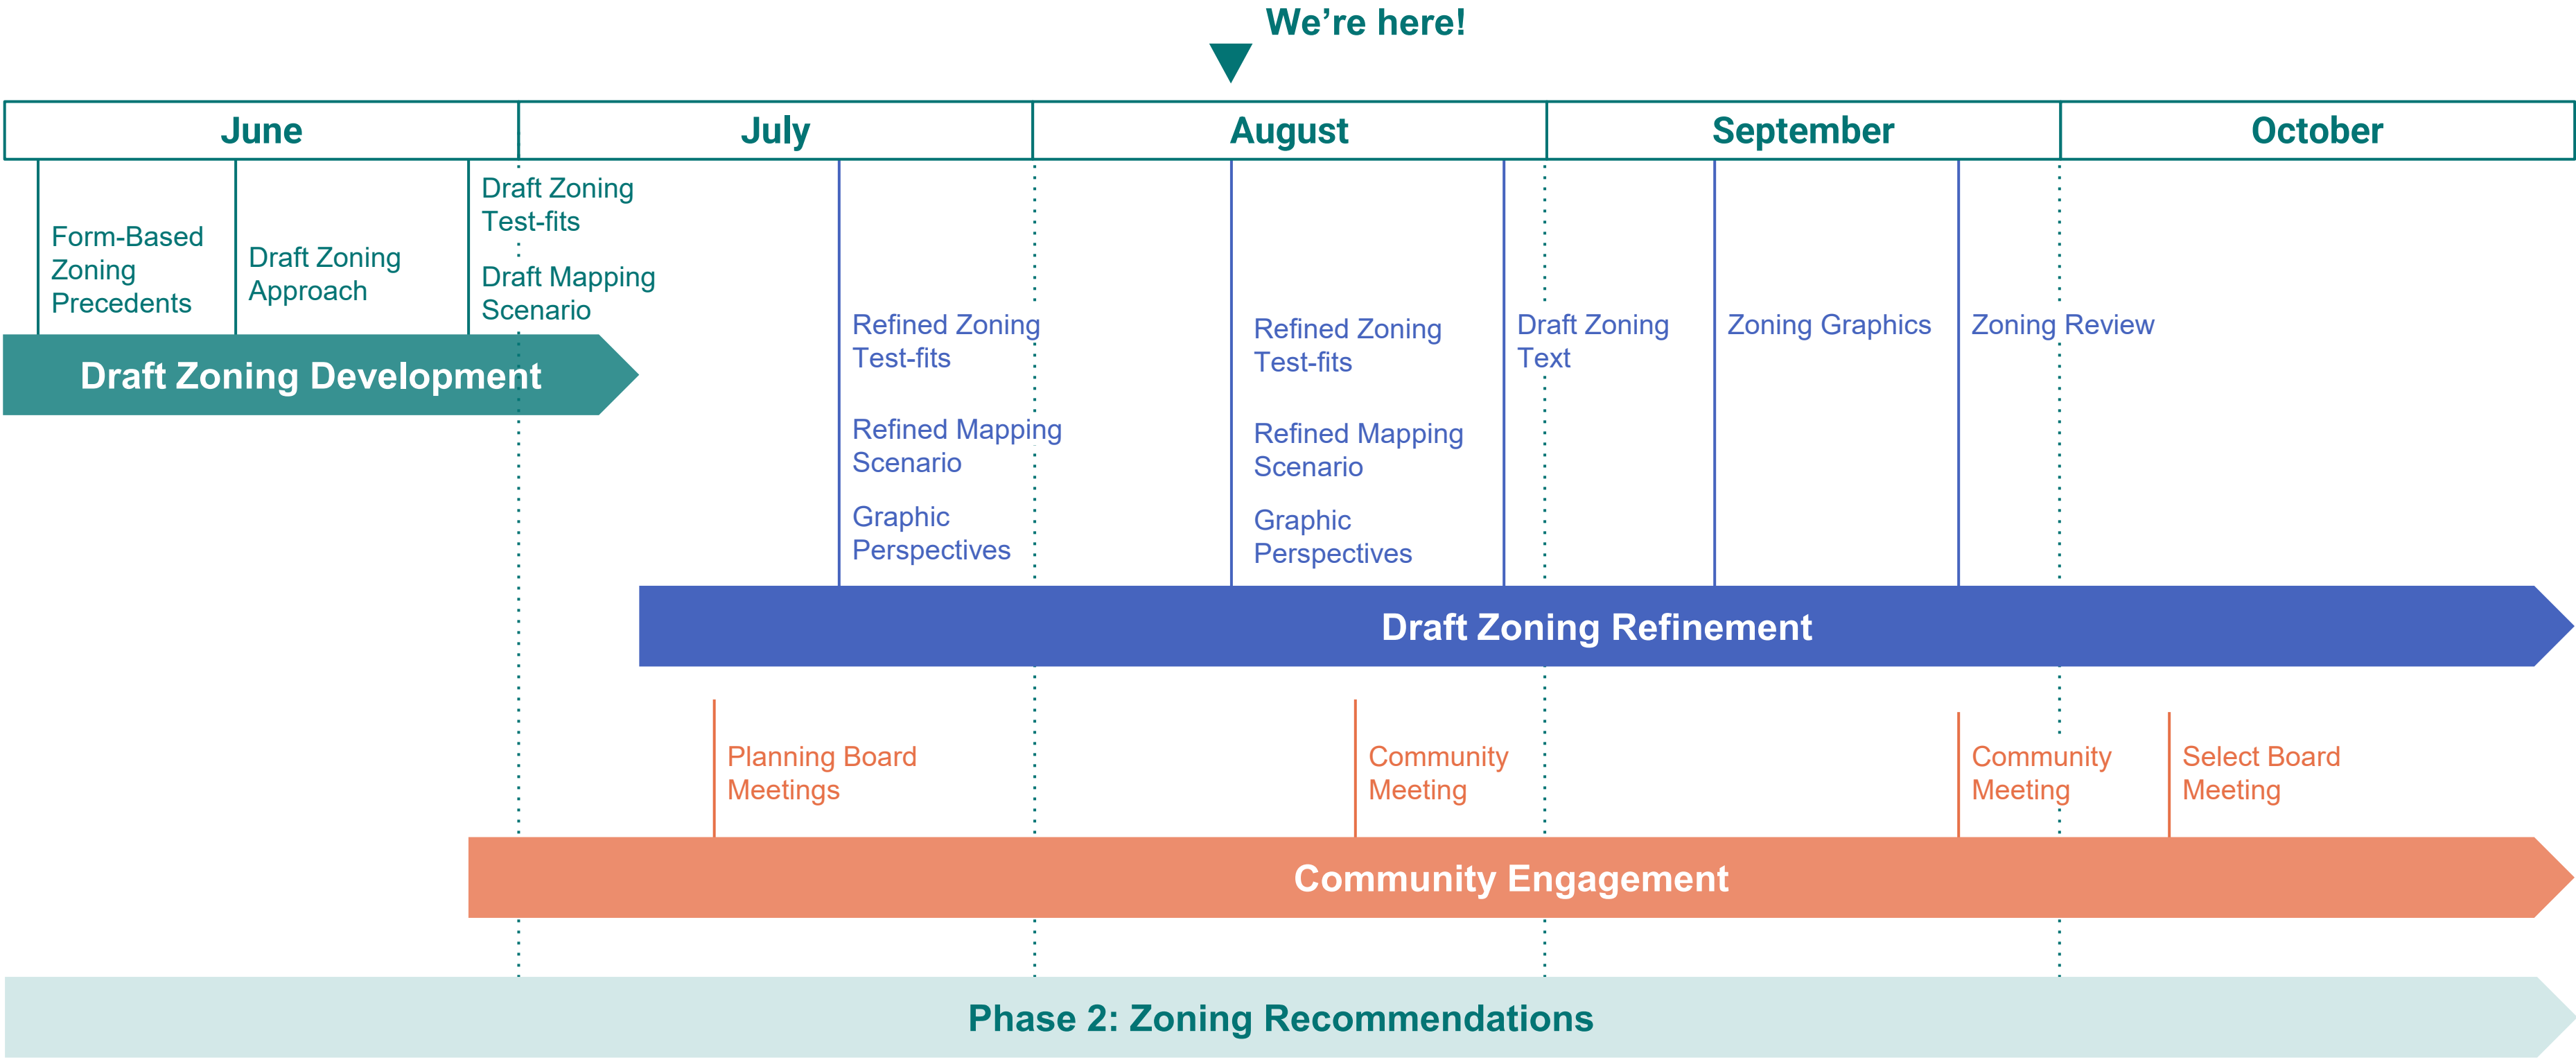 We’re here!
June
July
August
September
October
Form-Based
Zoning
Precedents
Draft Zoning
Approach
Draft Zoning
Test-fits
Draft Mapping
Scenario
Draft Zoning Development
Refined Zoning
Test-fits
Refined Mapping
Scenario
Graphic
Perspectives
Refined Zoning
Test-fits
Refined Mapping
Scenario
Graphic
Perspectives
Draft Zoning
Text
Zoning Graphics
Zoning Review
Draft Zoning Refinement
Planning Board
Meetings
Community
Meeting
Community
Meeting
Select Board
Meeting
Community Engagement
Phase 2: Zoning Recommendations